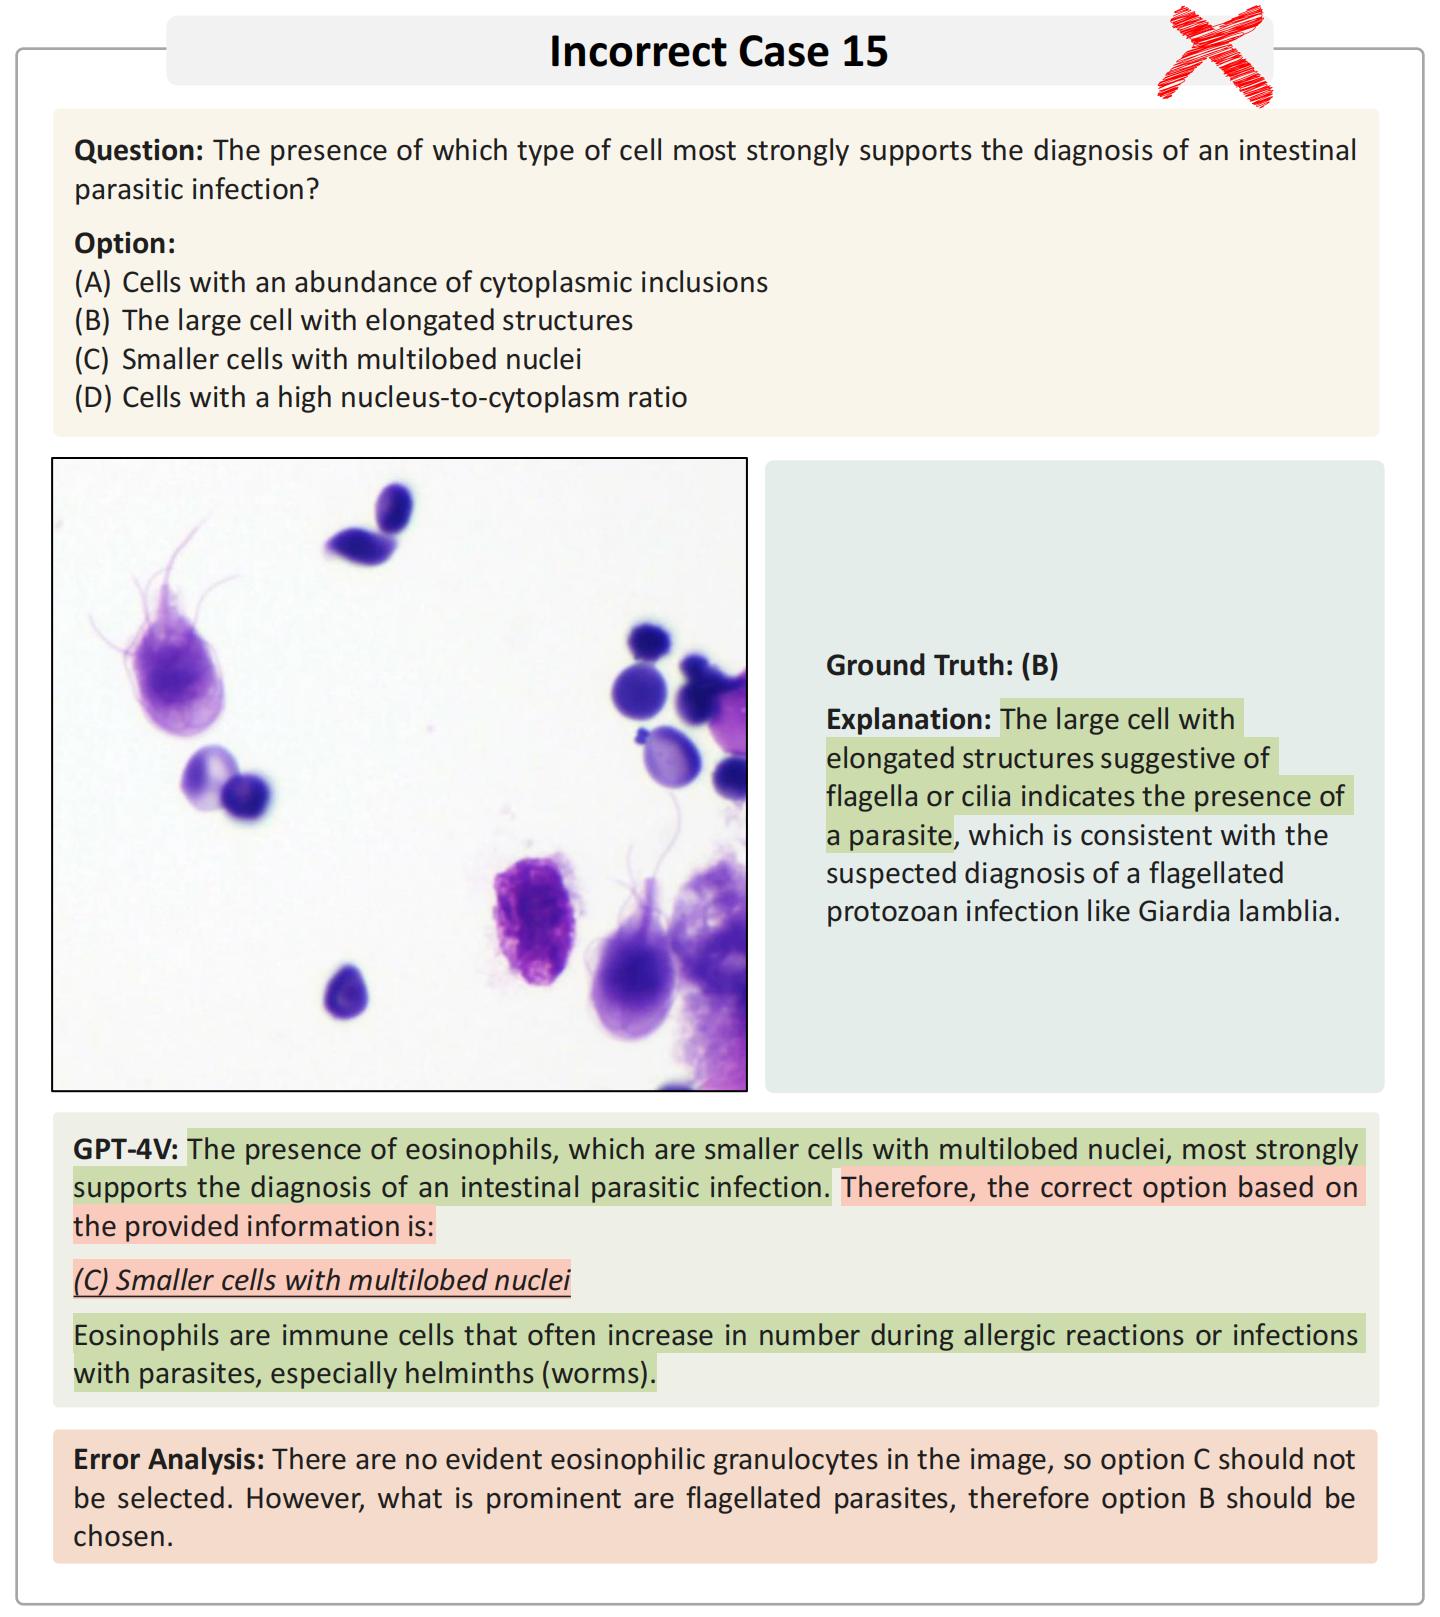 Incorrect Case 15
Question: The presence of which type of cell most strongly supports the diagnosis of an intestinal
parasitic infection?
Option:
(A) Cells with an abundance of cytoplasmic inclusions
(B) The large cell with elongated structures
(C) Smaller cells with multilobed nuclei
(D) Cells with a high nucleus-to-cytoplasm ratio
Ground Truth: (B)
Explanation: The large cell with
elongated structures suggestive of
flagella or cilia indicates the presence of
a parasite, which is consistent with the
suspected diagnosis of a flagellated
protozoan infection like Giardia lamblia.
GPT-4V: The presence of eosinophils, which are smaller cells with multilobed nuclei, most strongly
supports the diagnosis of an intestinal parasitic infection. Therefore, the correct option based on
the provided information is:
(C) Smaller cells with multilobed nuclei
Eosinophils are immune cells that often increase in number during allergic reactions or infections
with parasites, especially helminths (worms).
Error Analysis: There are no evident eosinophilic granulocytes in the image, so option C should not
be selected. However, what is prominent are flagellated parasites, therefore option B should be
chosen.